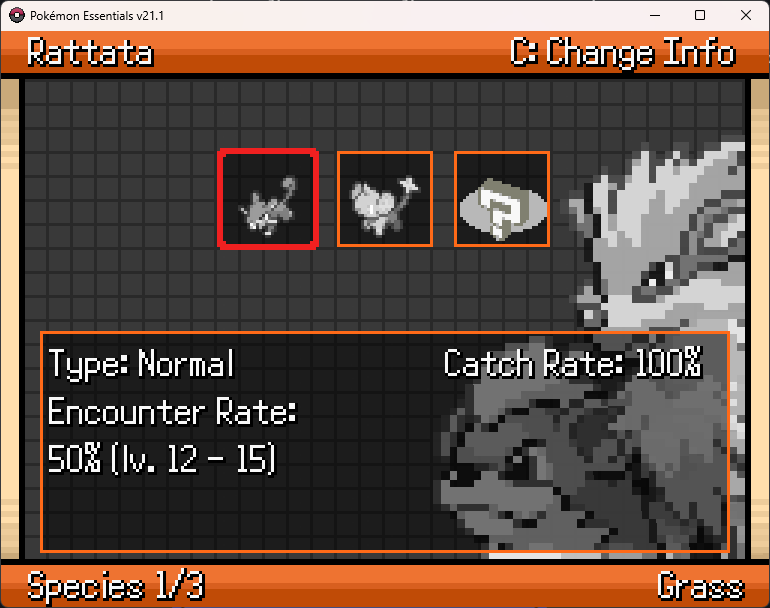 Pokémon Essentials v21.1
Rattata
C: Change Info
Type: Normal
Catch Rate: 100%
Encounter Rate:
50% (lv. 12 - 15)
Species 1/3
Grass